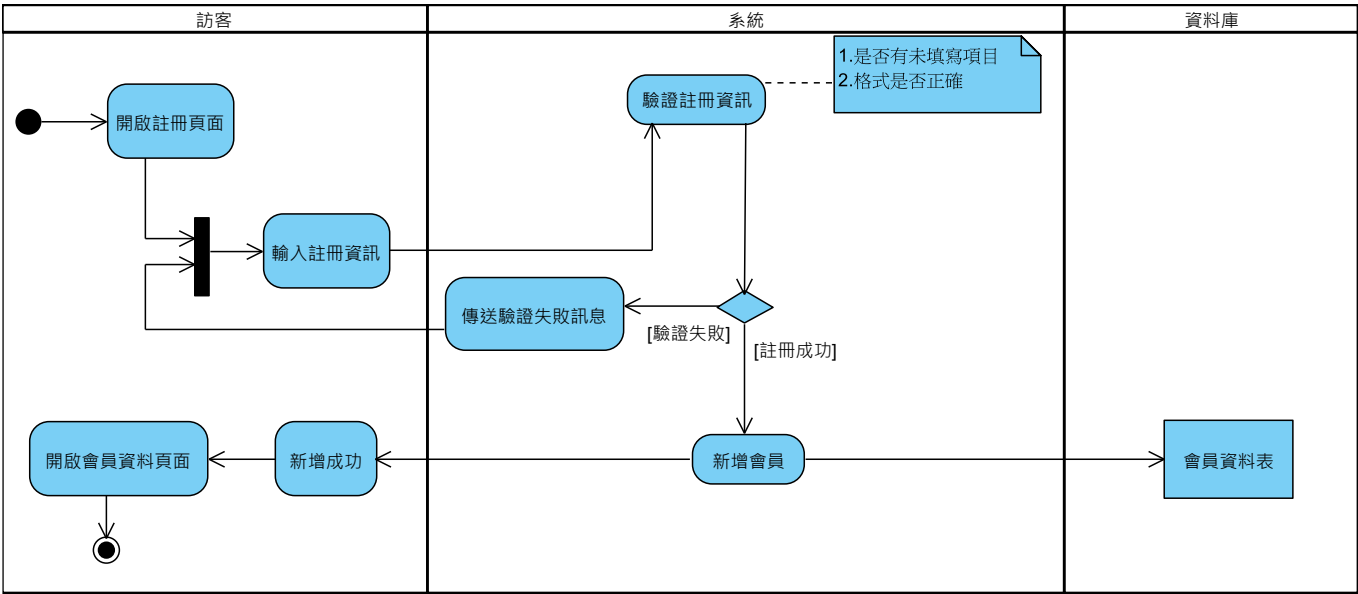 訪客
系統
資料庫
1.是否有未填寫項目
2.格式是否正確
驗證註冊資訊
開啟註冊頁面
輸入註冊資訊
傳送驗證失敗訊息
[驗證失敗]
[註冊成功]
開啟會員資料頁面
新增成功
新增會員
會員資料表